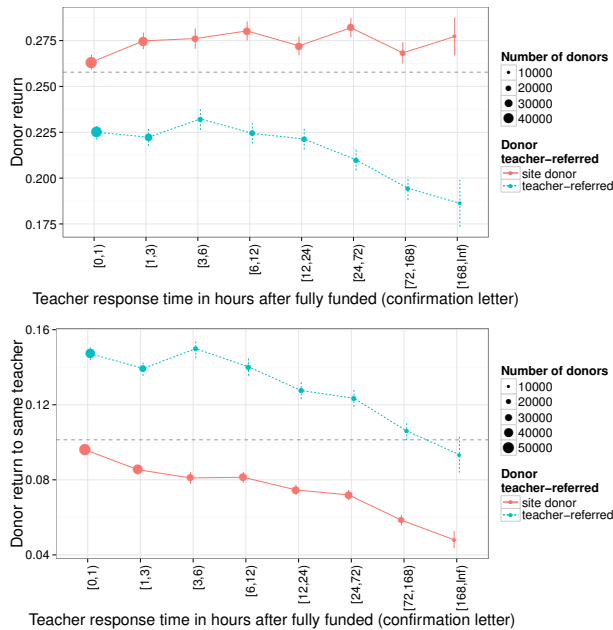 Donor return
0.275
0.250
0.225
0.200
0.175
[0,1)
[1,3)
[3,6)
[6,12)
[12,24)
[24,72)
[72,168)
[168,Inf)
Teacher response time in hours after fully funded (confirmation letter)
Number of donors
10000
20000
30000
40000
Donor
teacher−referred
site donor
teacher−referred
Donor return to same teacher
0.16
0.12
0.08
0.04
[0,1)
[1,3)
[3,6)
[6,12)
[12,24)
[24,72)
[72,168)
[168,Inf)
Teacher response time in hours after fully funded (confirmation letter)
Number of donors
10000
20000
30000
40000
50000
Donor
teacher−referred
site donor
teacher−referred